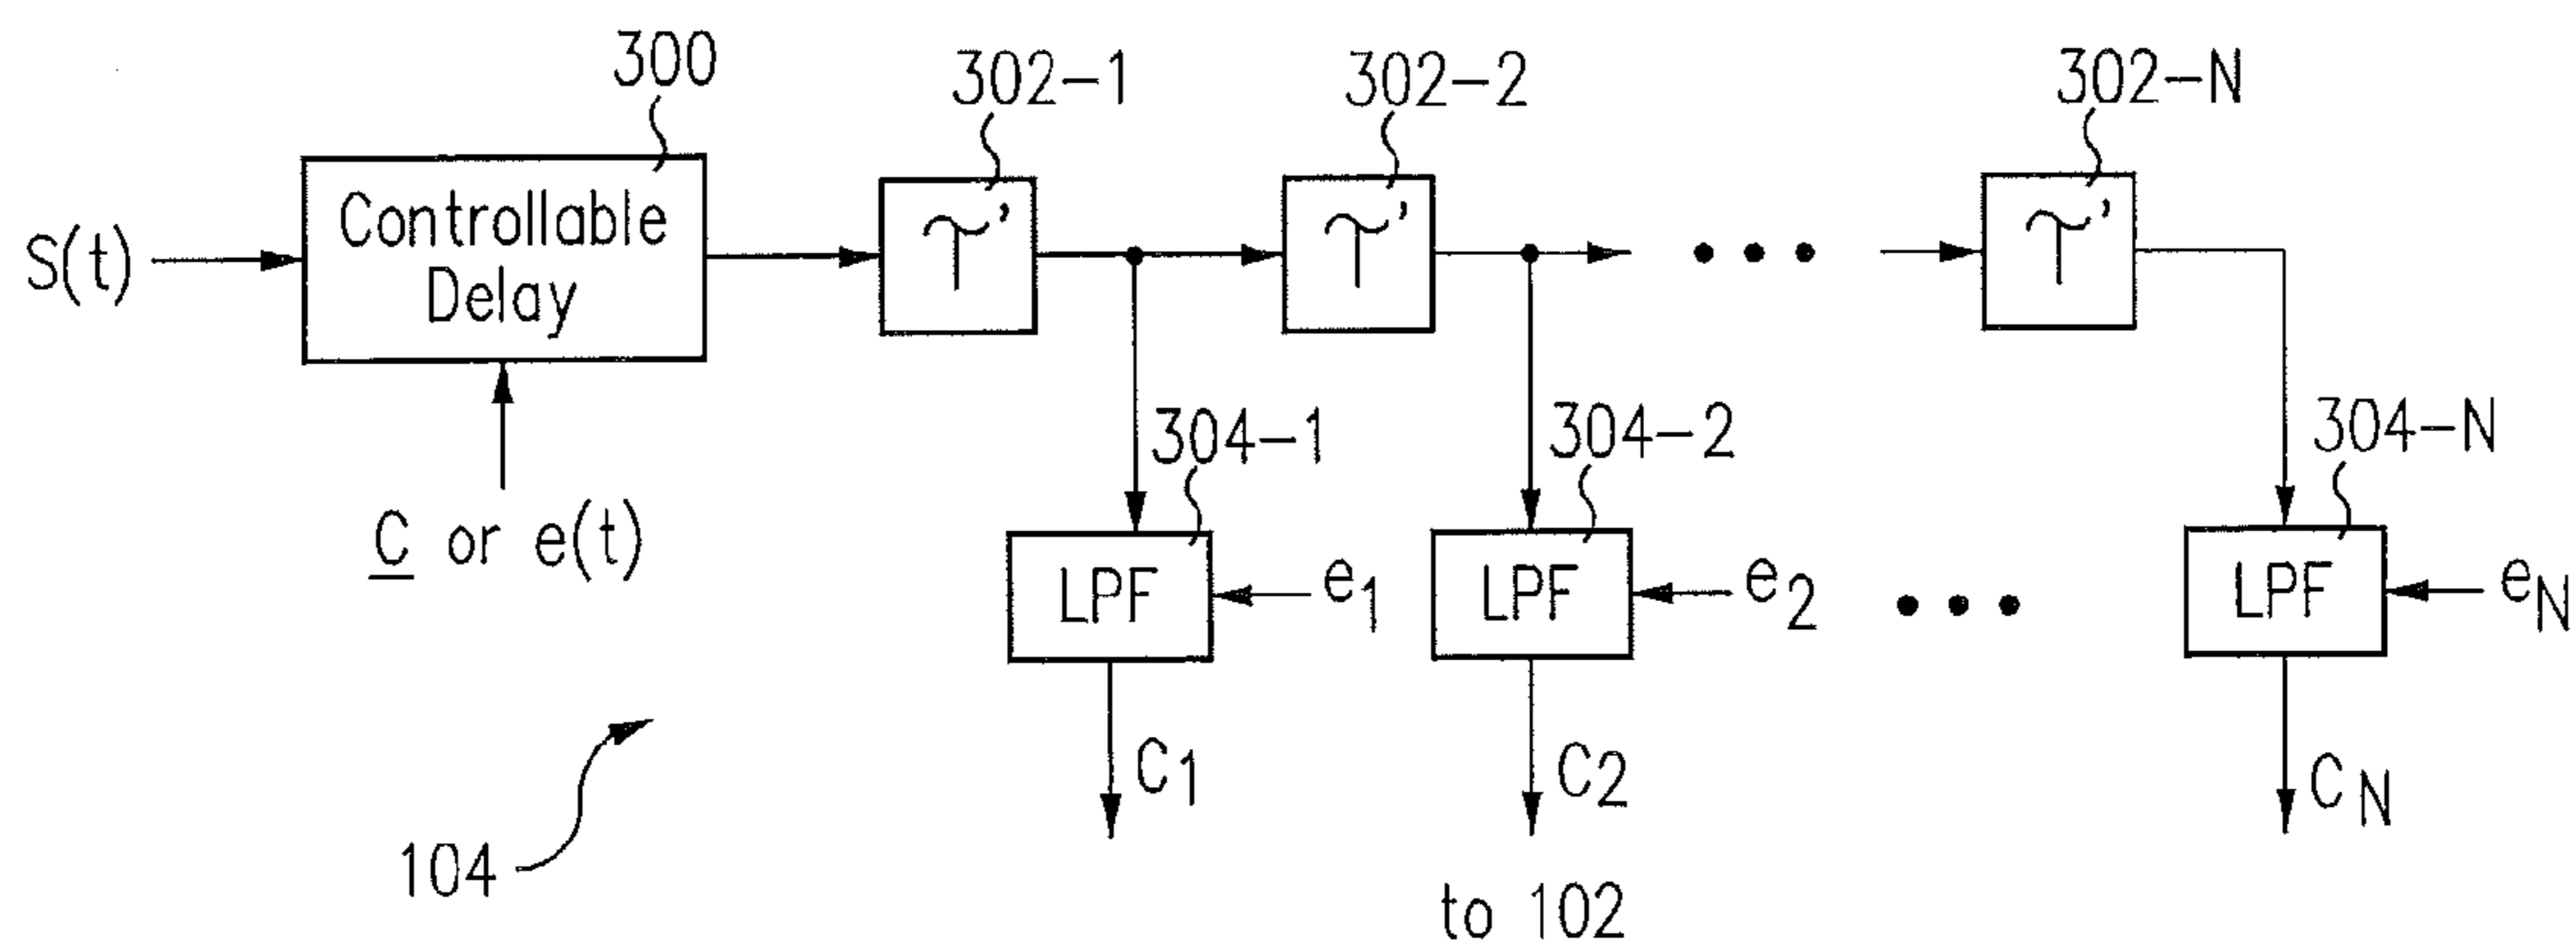 300
302-1
302-2
302-N
S(t)
Controllable
Delay
τ'
τ'
τ'
C or e(t)
304-1
304-2
304-N
LPF
e1
LPF
e2
LPF
eN
C1
C2
CN
104
to 102